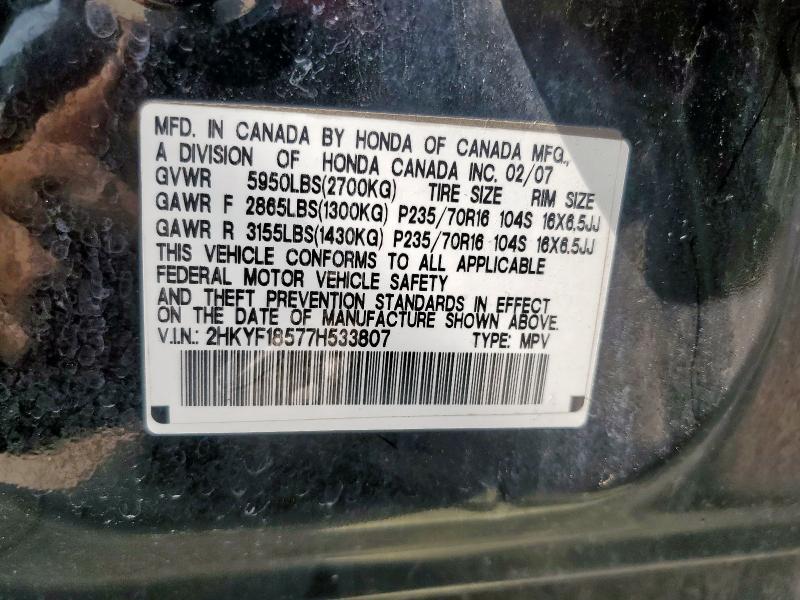 MFD. IN CANADA BY HONDA OF CANADA MFG.,
A DIVISION OF HONDA CANADA INC. 02/07
GVWR 5950LBS(2700KG) TIRE SIZE RIM SIZE
GAWR F 2865LBS(1300KG) P235/70R16 104S 16X6.5JJ
GAWR R 3155LBS(1430KG) P235/70R16 104S 16X6.5JJ
THIS VEHICLE CONFORMS TO ALL APPLICABLE
FEDERAL MOTOR VEHICLE SAFETY
AND THEFT PREVENTION STANDARDS IN EFFECT
ON THE DATE OF MANUFACTURE SHOWN ABOVE.
V.I.N.: 2HKYF18577H533807 TYPE: MPV